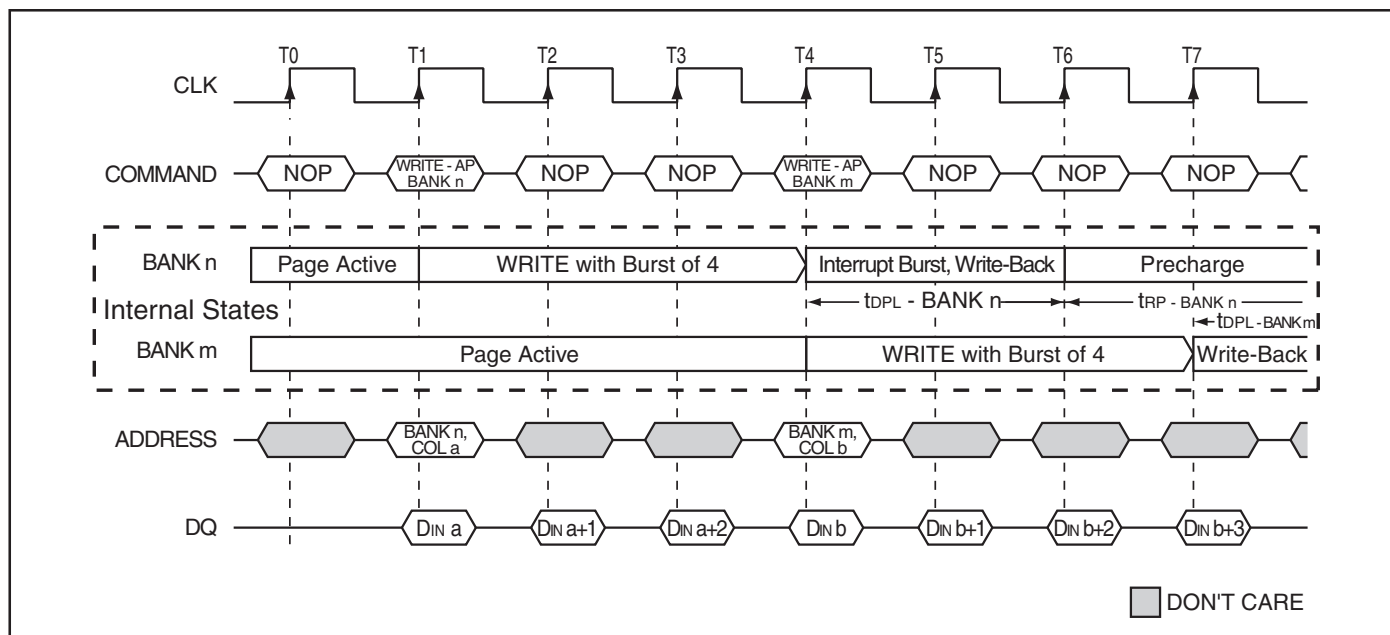 T0 T1 T2 T3 T4 T5 T6 T7
CLK
COMMAND NOP WRITE - AP BANK n NOP NOP WRITE - AP BANK m NOP NOP NOP
BANK n Page Active WRITE with Burst of 4 Interrupt Burst, Write-Back Precharge
tDPL - BANK n tRP - BANK n
Internal States
tDPL - BANK m
BANK m Page Active WRITE with Burst of 4 Write-Back
ADDRESS BANK n, COL a BANK m, COL b
DQ DIN a DIN a+1 DIN a+2 DIN b DIN b+1 DIN b+2 DIN b+3
DON'T CARE